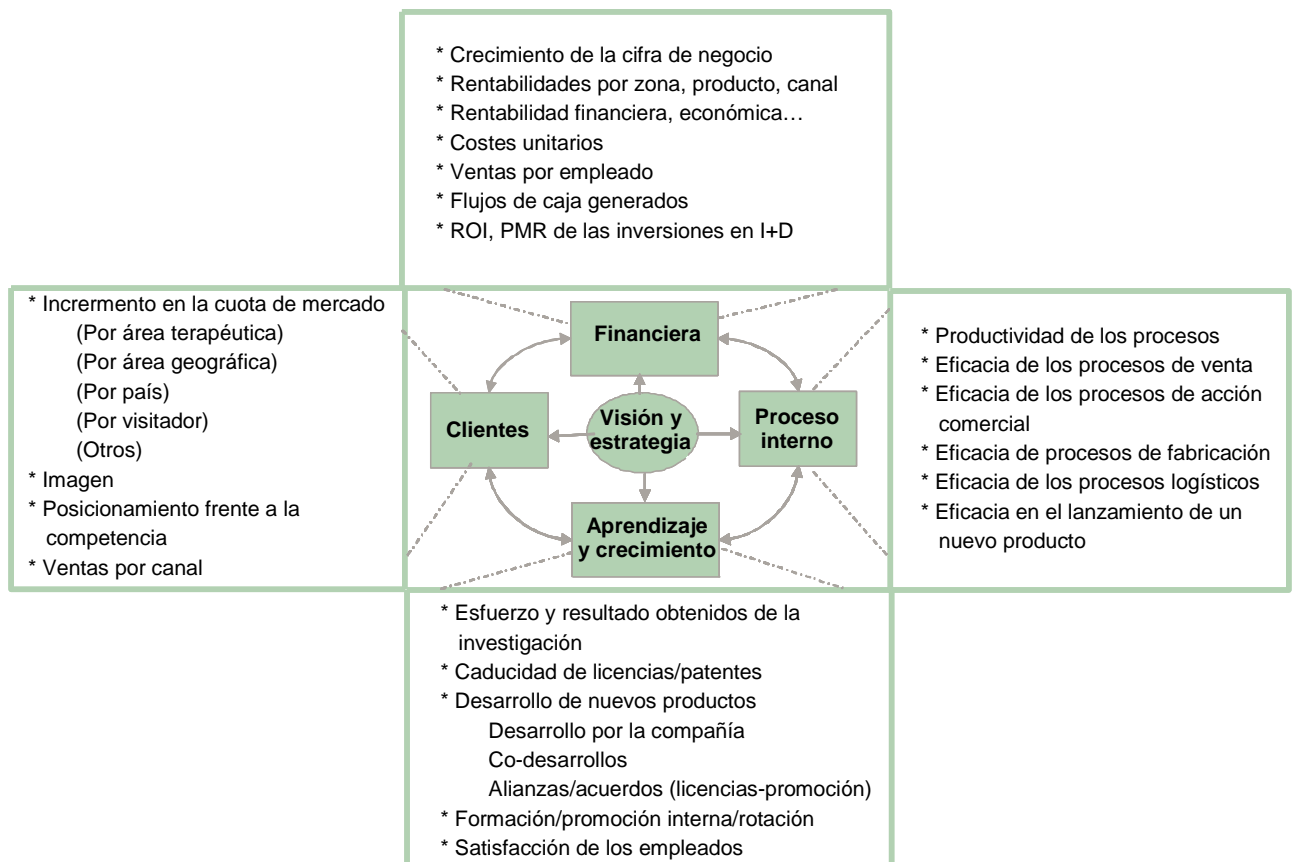 * Crecimiento de la cifra de negocio
* Rentabilidades por zona, producto, canal
* Rentabilidad financiera, económica…
* Costes unitarios
* Ventas por empleado
* Flujos de caja generados
* ROI, PMR de las inversiones en I+D
* Incrermento en la cuota de mercado
(Por área terapéutica)
(Por área geográfica)
(Por país)
(Por visitador)
(Otros)
* Imagen
* Posicionamiento frente a la
competencia
* Ventas por canal
Financiera
Clientes
Visión y
estrategia
Proceso
interno
Aprendizaje
y crecimiento
* Productividad de los procesos
* Eficacia de los procesos de venta
* Eficacia de los procesos de acción
comercial
* Eficacia de procesos de fabricación
* Eficacia de los procesos logísticos
* Eficacia en el lanzamiento de un
nuevo producto
* Esfuerzo y resultado obtenidos de la
investigación
* Caducidad de licencias/patentes
* Desarrollo de nuevos productos
Desarrollo por la compañía
Co-desarrollos
Alianzas/acuerdos (licencias-promoción)
* Formación/promoción interna/rotación
* Satisfacción de los empleados